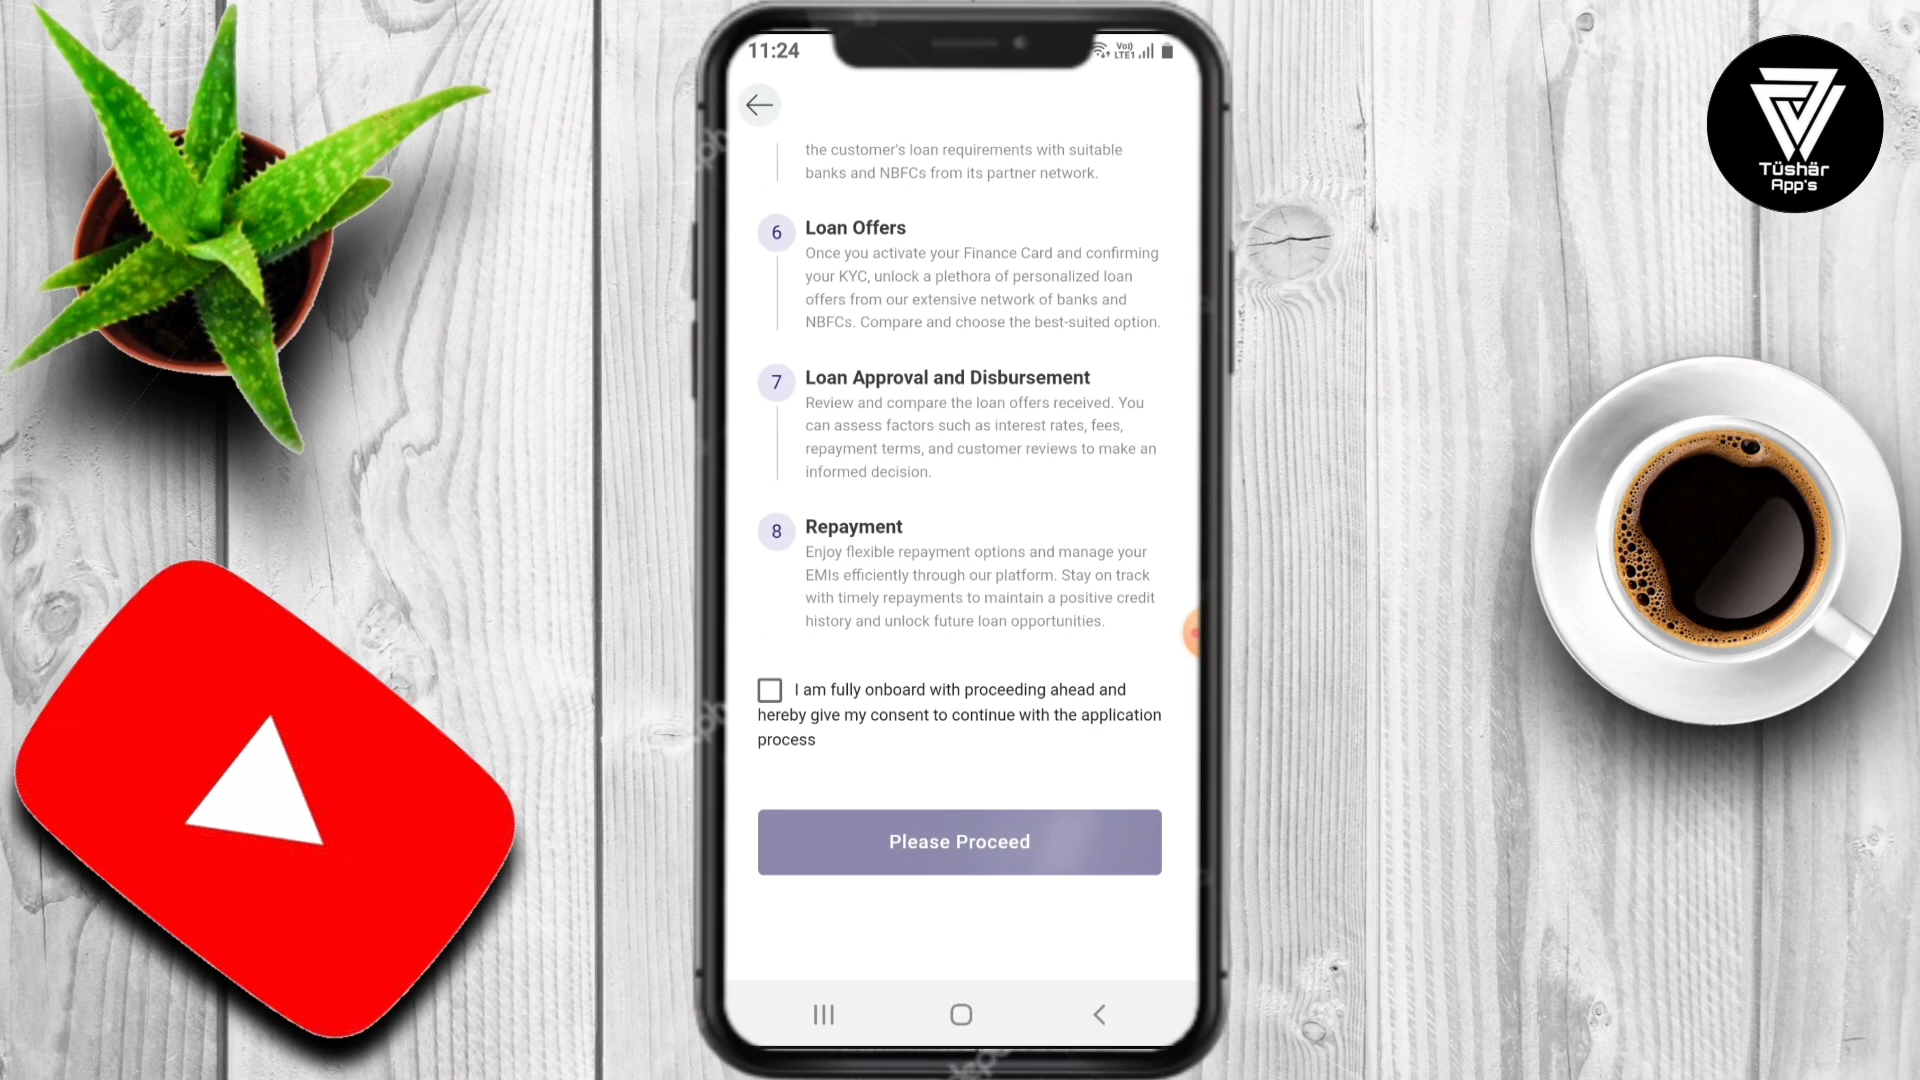 11:24
Vo))
LTE1
Tüshär
App's
the customer's loan requirements with suitable
banks and NBFCs from its partner network.
6
Loan Offers
Once you activate your Finance Card and confirming
your KYC, unlock a plethora of personalized loan
offers from our extensive network of banks and
NBFCs. Compare and choose the best-suited option.
7
Loan Approval and Disbursement
Review and compare the loan offers received. You
can assess factors such as interest rates, fees,
repayment terms, and customer reviews to make an
informed decision.
8
Repayment
Enjoy flexible repayment options and manage your
EMIs efficiently through our platform. Stay on track
with timely repayments to maintain a positive credit
history and unlock future loan opportunities.
I am fully onboard with proceeding ahead and
hereby give my consent to continue with the application
process
Please Proceed